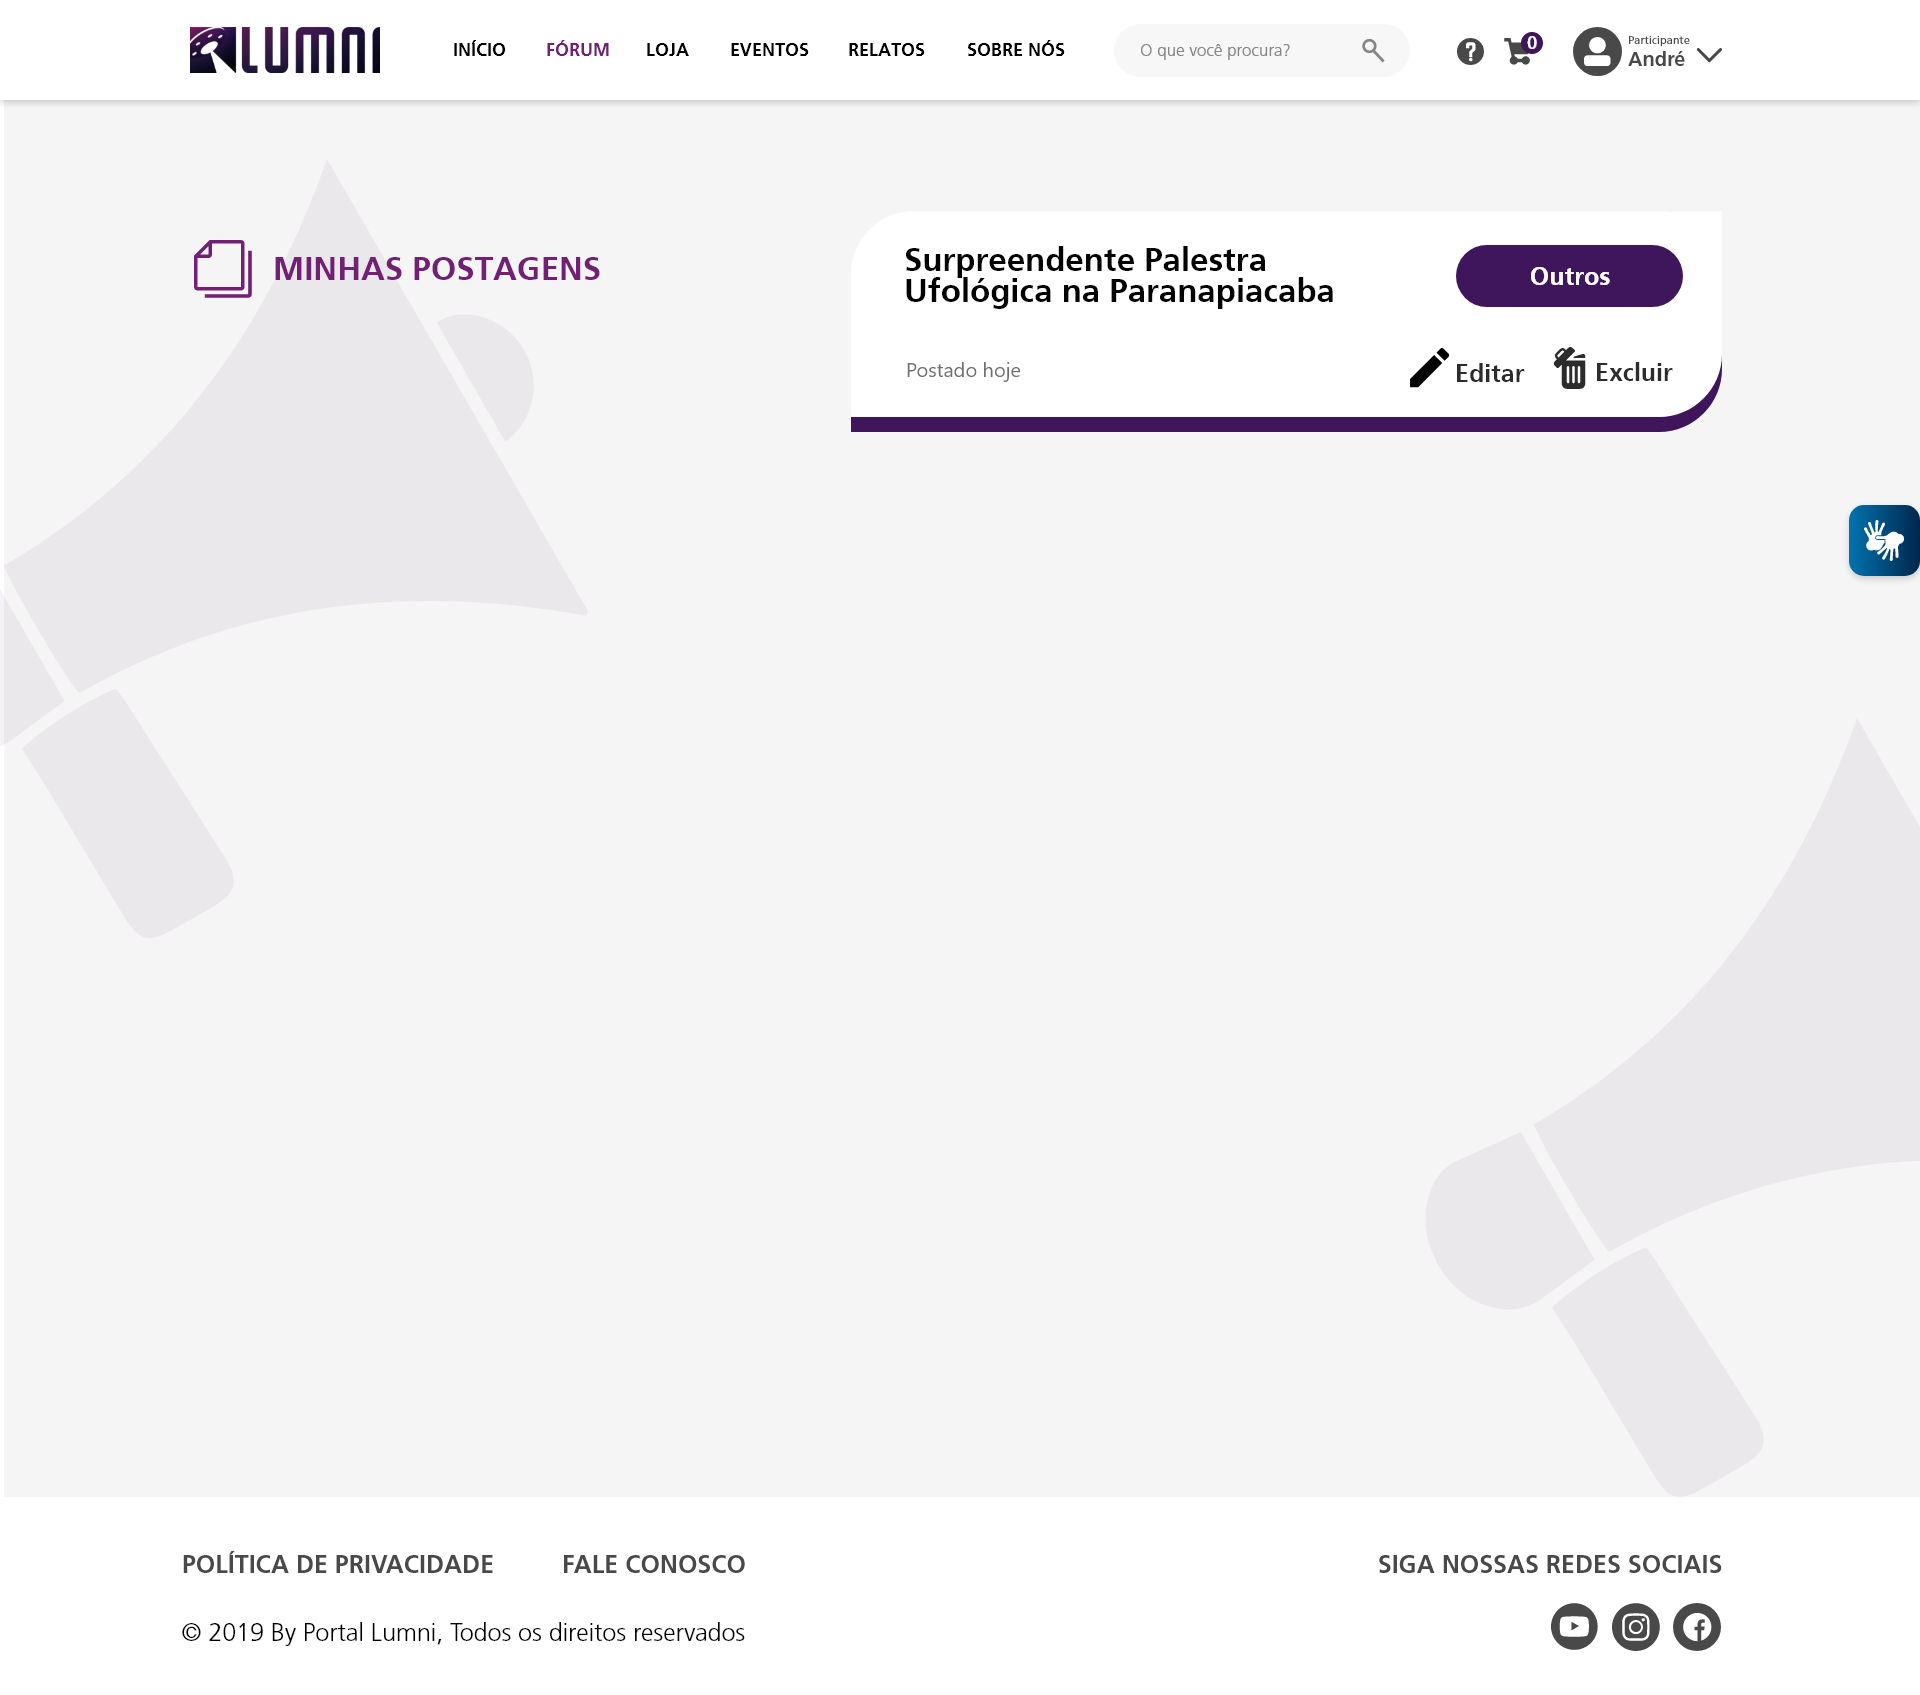 LUMNI
INÍCIO FÓRUM LOJA EVENTOS RELATOS SOBRE NÓS
O que você procura?
?
0
Participante
André
MINHAS POSTAGENS
Surpreendente Palestra
Ufológica na Paranapiacaba
Outros
Postado hoje
Editar
Excluir
POLÍTICA DE PRIVACIDADE
FALE CONOSCO
SIGA NOSSAS REDES SOCIAIS
© 2019 By Portal Lumni, Todos os direitos reservados